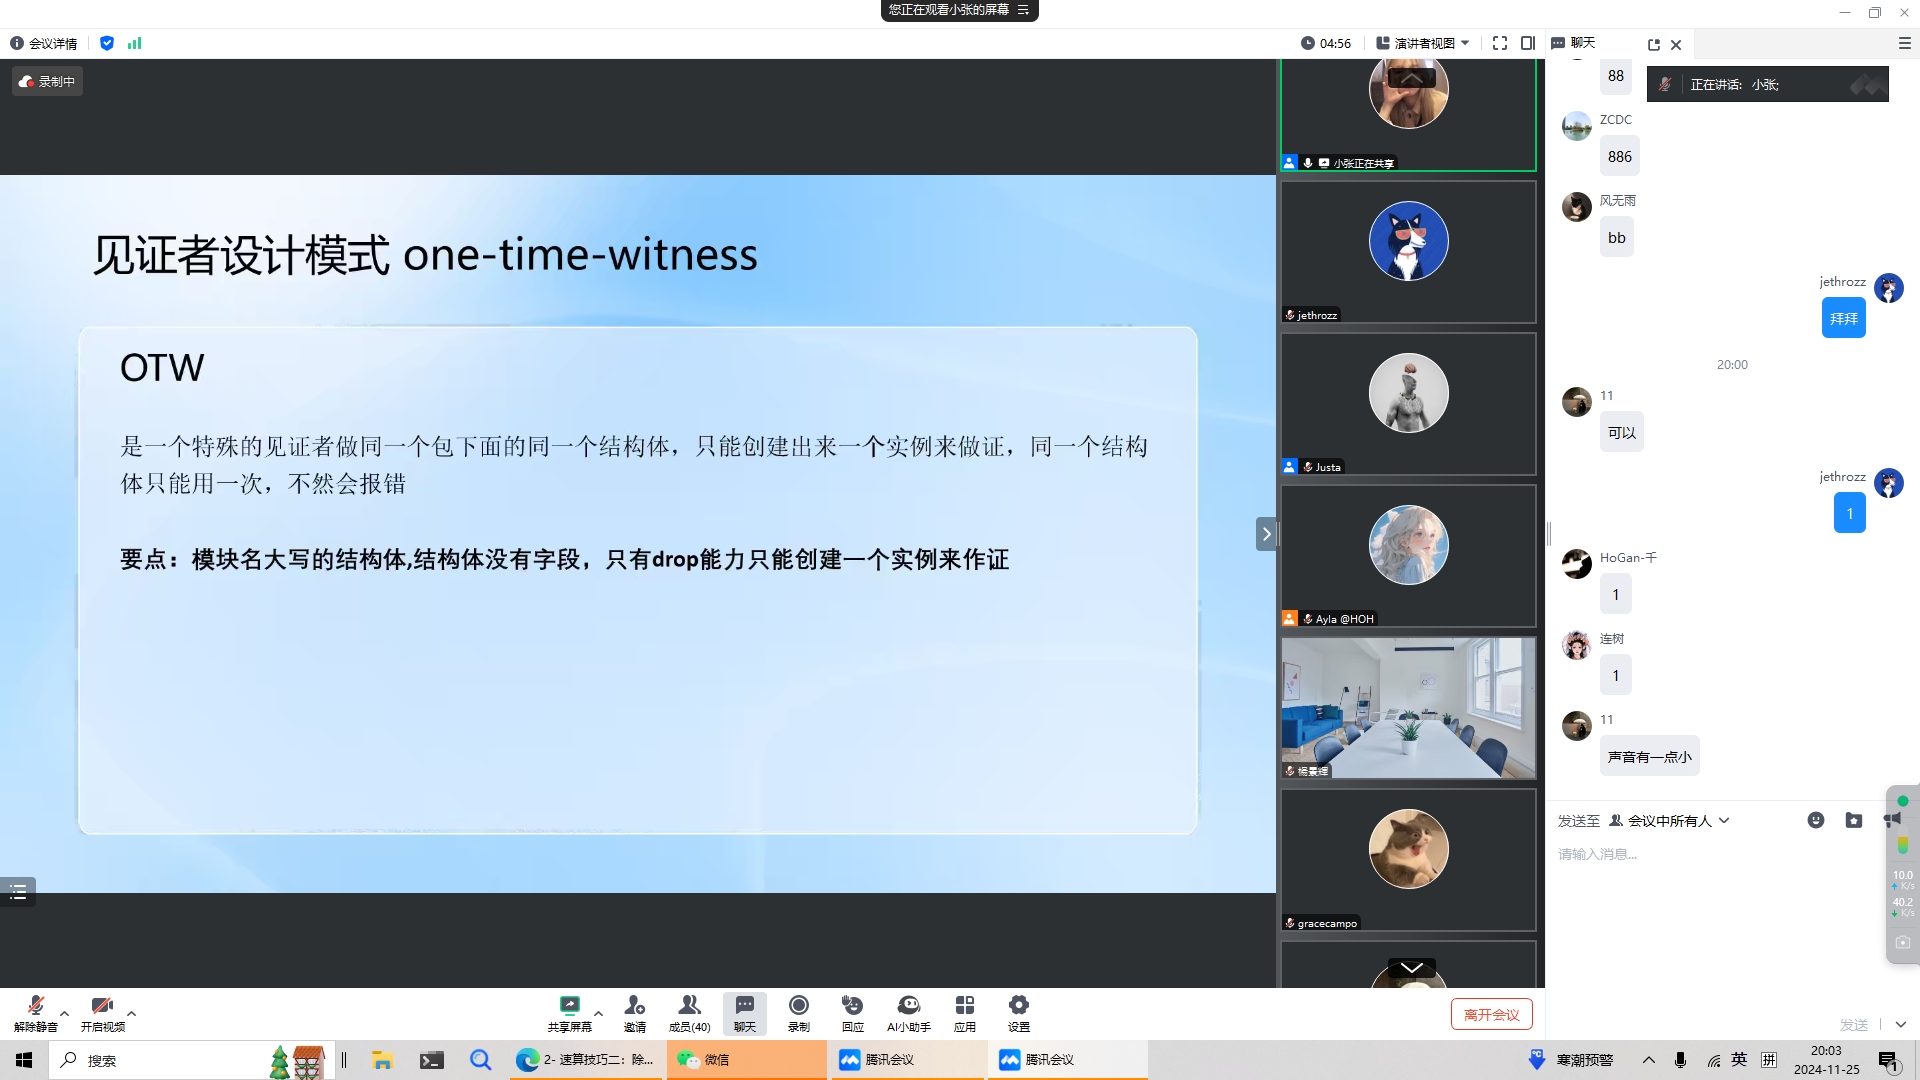 您正在观看小张的屏幕
会议详情
04:56
演讲者视图
聊天
录制中
正在讲话: 小张;
见证者设计模式 one-time-witness
OTW
是一个特殊的见证者做同一个包下面的同一个结构体，只能创建出来一个实例来做证，同一个结构
体只能用一次，不然会报错
要点：模块名大写的结构体,结构体没有字段，只有drop能力只能创建一个实例来作证
小张正在共享
jethrozz
Justa
Ayla @HOH
杨景辉
gracecampo
88
ZCDC
886
风无雨
bb
jethrozz
拜拜
20:00
11
可以
jethrozz
1
HoGan-千
1
连树
1
11
声音有一点小
发送至 会议中所有人
请输入消息...
10.0
K/s
40.2
K/s
发送
解除静音
开启视频
共享屏幕
邀请
成员(40)
聊天
录制
回应
AI小助手
应用
设置
离开会议
搜索
2- 速算技巧二：除...
微信
腾讯会议
腾讯会议
寒潮预警
英
拼
20:03
2024-11-25
1